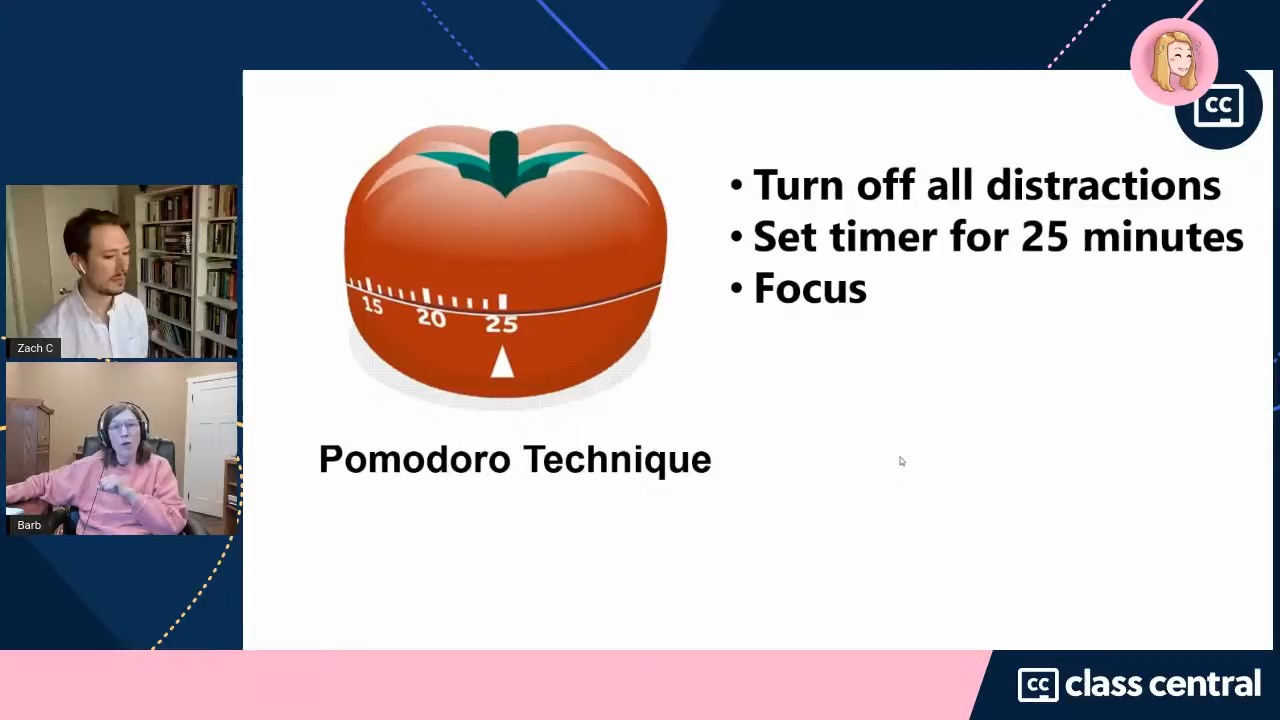 cc
Turn off all distractions
Set timer for 25 minutes
Focus
15 20 25
Pomodoro Technique
Zach C
Barb
cc class central